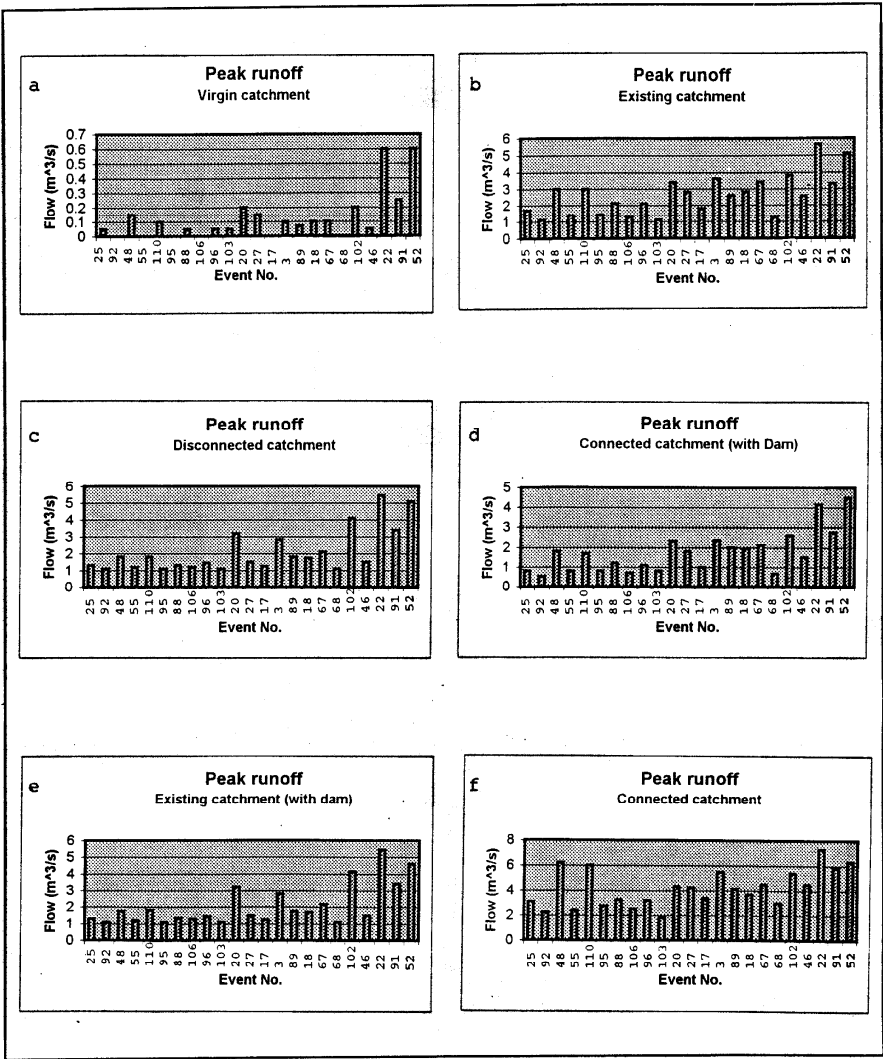 a
Peak runoff
Virgin catchment
Flow (m^3/s)
0.7
0.6
0.5
0.4
0.3
0.2
0.1
0
25 92 48 55 110 95 88 106 96 103 20 27 17 3 89 18 67 68 102 46 22 91 52
Event No.
b
Peak runoff
Existing catchment
Flow (m^3/s)
6
5
4
3
2
1
0
25 92 48 55 110 95 88 106 96 103 20 27 17 3 89 18 67 68 102 46 22 91 52
Event No.
c
Peak runoff
Disconnected catchment
Flow (m^3/s)
6
5
4
3
2
1
0
25 92 48 55 110 95 88 106 96 103 20 27 17 3 89 18 67 68 102 46 22 91 52
Event No.
d
Peak runoff
Connected catchment (with Dam)
Flow (m^3/s)
5
4
3
2
1
0
25 92 48 55 110 95 88 106 96 103 20 27 17 3 89 18 67 68 102 46 22 91 52
Event No.
e
Peak runoff
Existing catchment (with dam)
Flow (m^3/s)
6
5
4
3
2
1
0
25 92 48 55 110 95 88 106 96 103 20 27 17 3 89 18 67 68 102 46 22 91 52
Event No.
f
Peak runoff
Connected catchment
Flow (m^3/s)
8
6
4
2
0
25 92 48 55 110 95 88 106 96 103 20 27 17 3 89 18 67 68 102 46 22 91 52
Event No.